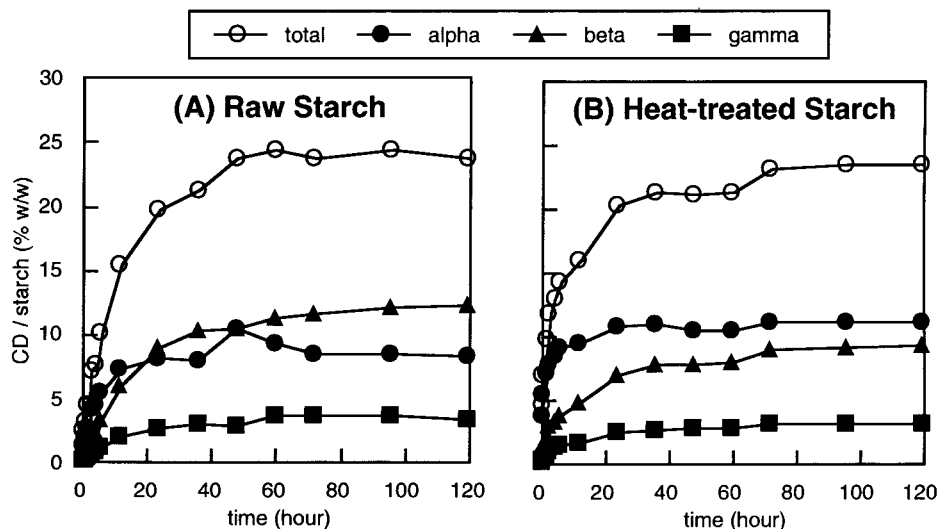 total alpha beta gamma
(A) Raw Starch
(B) Heat-treated Starch
CD / starch (% w/w)
30
25
20
15
10
5
0
0 20 40 60 80 100 120
time (hour)
0 20 40 60 80 100 120
time (hour)